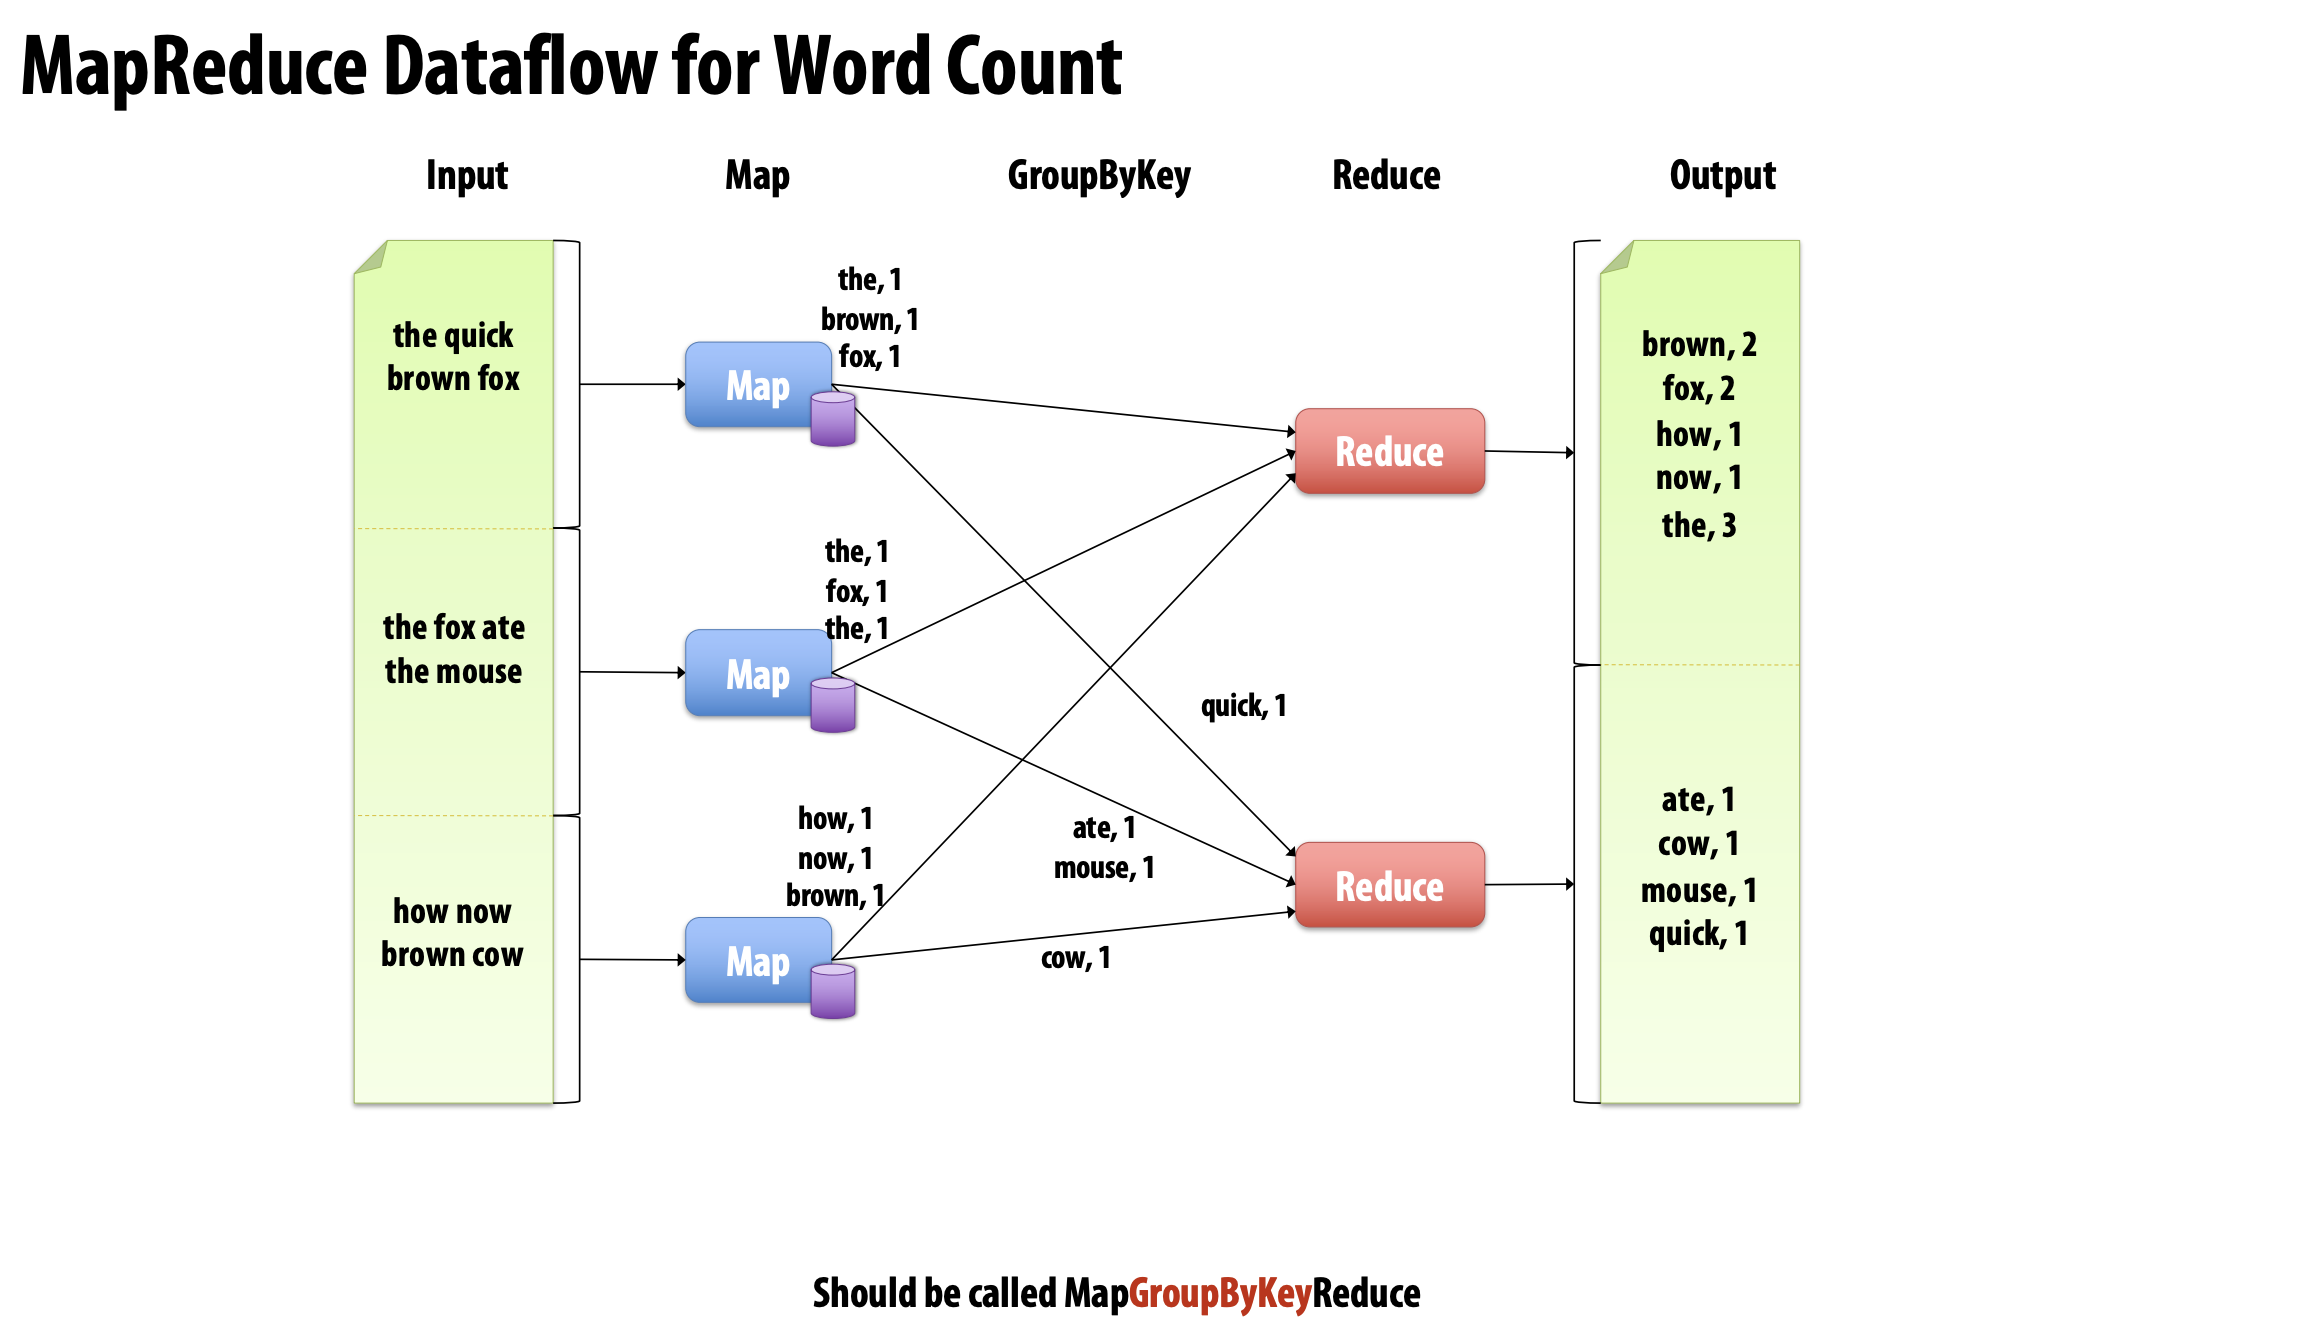 MapReduce Dataflow for Word Count
Input
Map
GroupByKey
Reduce
Output
the quick
brown fox
the fox ate
the mouse
how now
brown cow
Map
the, 1
brown, 1
fox, 1
Map
the, 1
fox, 1
the, 1
Map
how, 1
now, 1
brown, 1
quick, 1
ate, 1
mouse, 1
cow, 1
Reduce
Reduce
brown, 2
fox, 2
how, 1
now, 1
the, 3
ate, 1
cow, 1
mouse, 1
quick, 1
Should be called MapGroupByKeyReduce